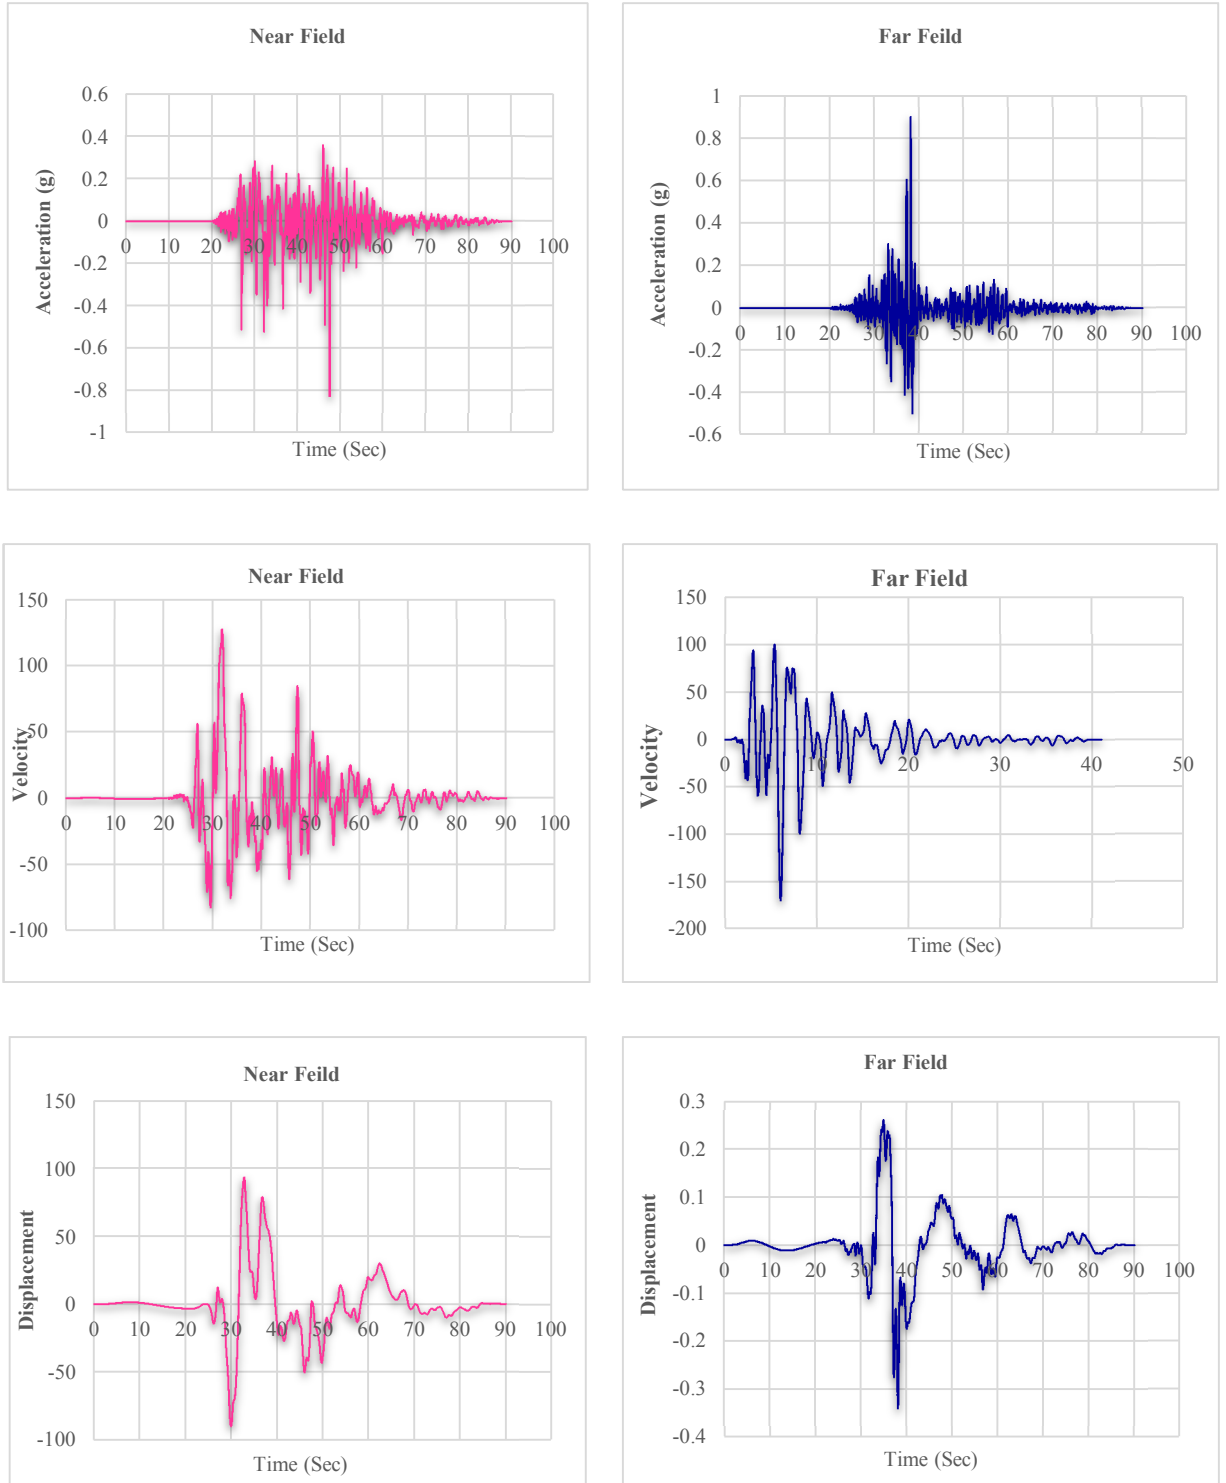 Near Field
0.6
0.4
0.2
0
-0.2
-0.4
-0.6
-0.8
-1
0 10 20 30 40 50 60 70 80 90 100
Acceleration (g)
Time (Sec)
Far Feild
1
0.8
0.6
0.4
0.2
0
-0.2
-0.4
-0.6
0 10 20 30 40 50 60 70 80 90 100
Acceleration (g)
Time (Sec)
Near Field
150
100
50
0
-50
-100
0 10 20 30 40 50 60 70 80 90 100
Velocity
Time (Sec)
Far Field
150
100
50
0
-50
-100
-150
-200
0 10 20 30 40 50
Velocity
Time (Sec)
Near Feild
150
100
50
0
-50
-100
0 10 20 30 40 50 60 70 80 90 100
Displacement
Time (Sec)
Far Field
0.3
0.2
0.1
0
-0.1
-0.2
-0.3
-0.4
0 10 20 30 40 50 60 70 80 90 100
Displacement
Time (Sec)